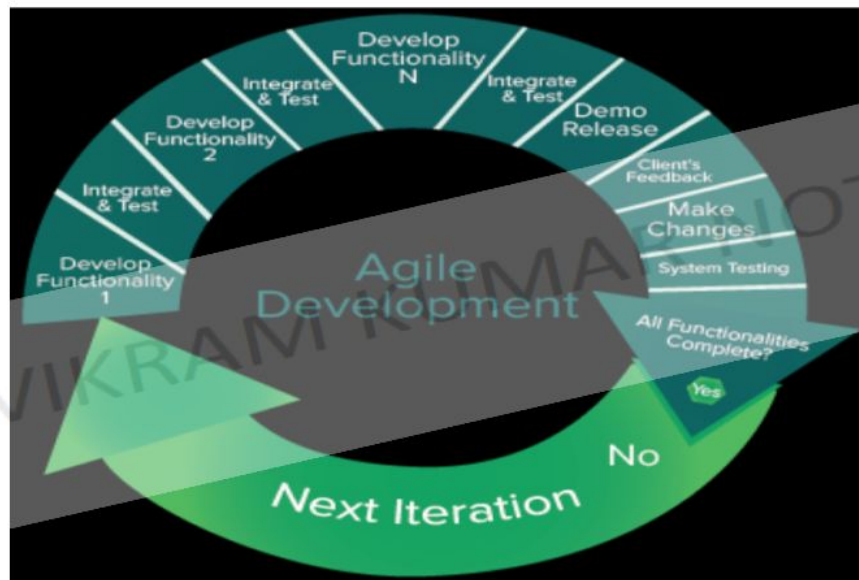 Develop
Functionality
1
Integrate
& Test
Develop
Functionality
2
Integrate
& Test
Develop
Functionality
N
Integrate
& Test
Demo
Release
Client's
Feedback
Make
Changes
System Testing
All Functionalities
Complete?
Yes
No
Next Iteration
Agile
Development
VIKRAM KUMAR NOT